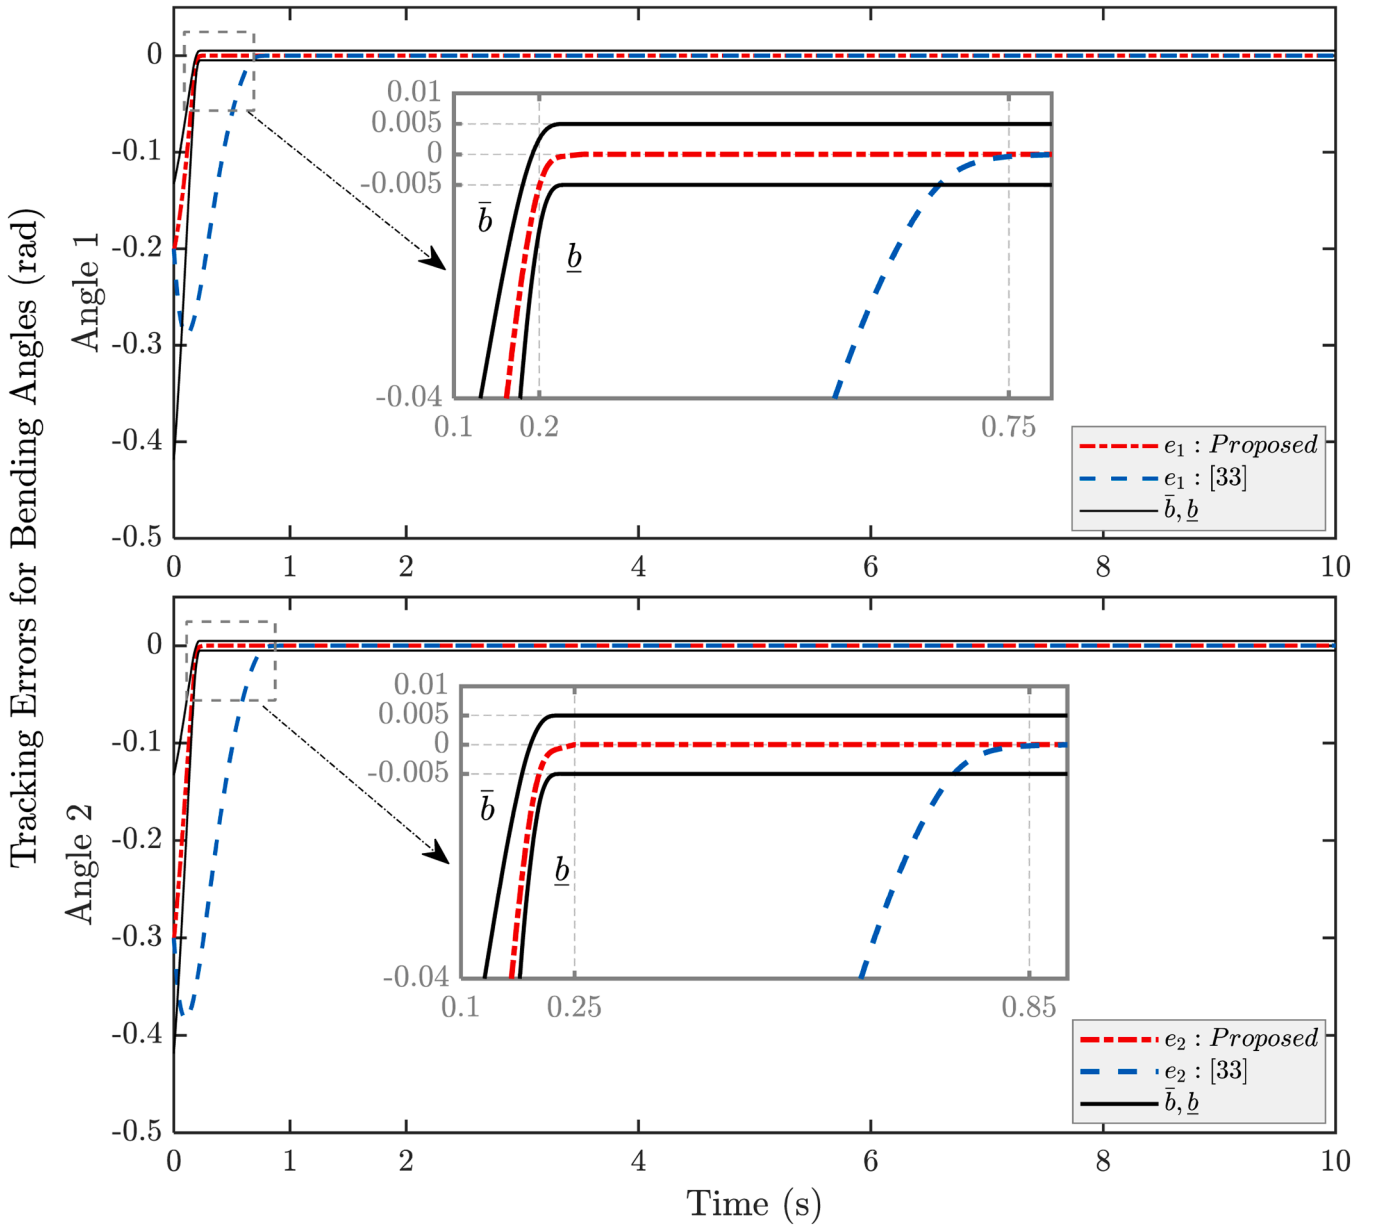 Tracking Errors for Bending Angles (rad)
Angle 1
0
-0.1
-0.2
-0.3
-0.4
-0.5
0 1 2 4 6 8 10
0.01
0.005
0
-0.005
-0.04
0.1 0.2 0.75
b̅
b̲
e₁ : Proposed
e₁ : [33]
b̅, b̲
Angle 2
0
-0.1
-0.2
-0.3
-0.4
-0.5
0 1 2 4 6 8 10
0.01
0.005
0
-0.005
-0.04
0.1 0.25 0.85
b̅
b̲
e₂ : Proposed
e₂ : [33]
b̅, b̲
Time (s)